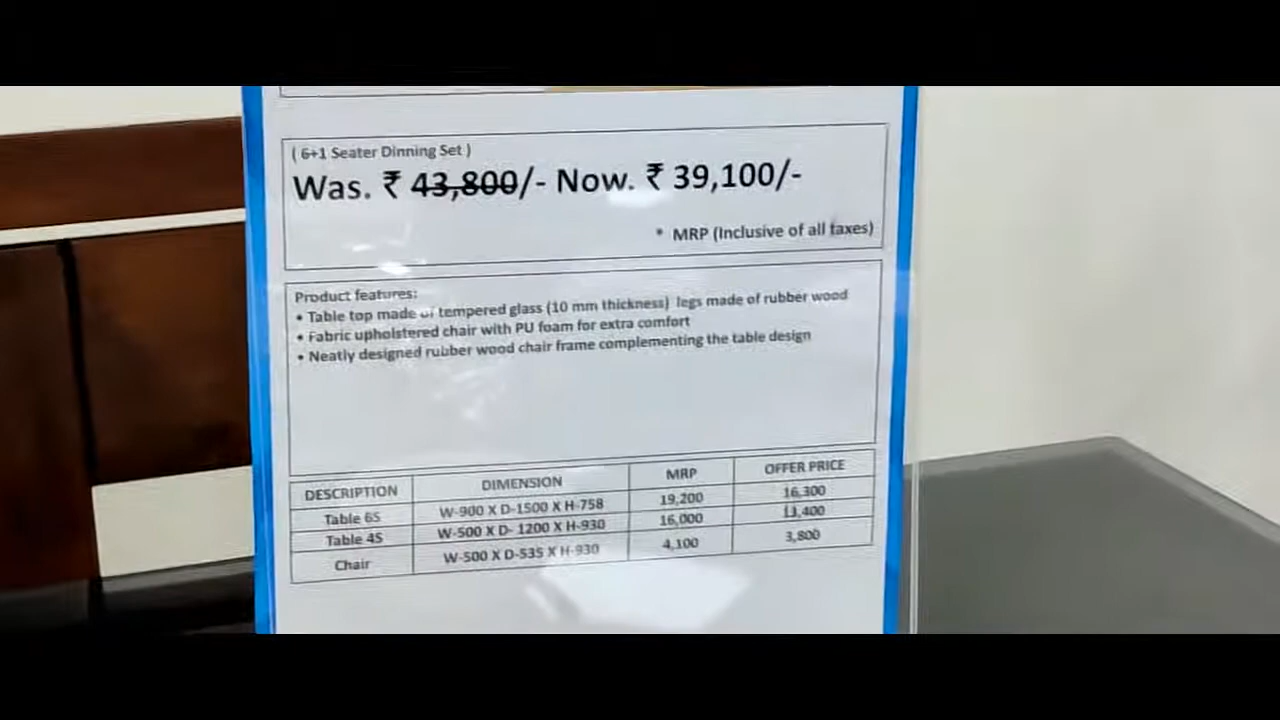 ( 6+1 Seater Dinning Set )
Was. ₹ 43,800/- Now. ₹ 39,100/-
* MRP (Inclusive of all taxes)
Product features:
• Table top made of tempered glass (10 mm thickness) legs made of rubber wood
• Fabric upholstered chair with PU foam for extra comfort
• Neatly designed rubber wood chair frame complementing the table design
DESCRIPTION DIMENSION MRP OFFER PRICE
Table 6S W-900 X D-1500 X H-758 19,200 16,300
Table 4S W-500 X D- 1200 X H-930 16,000 11,400
Chair W-500 X D-535 X H-930 4,100 3,800